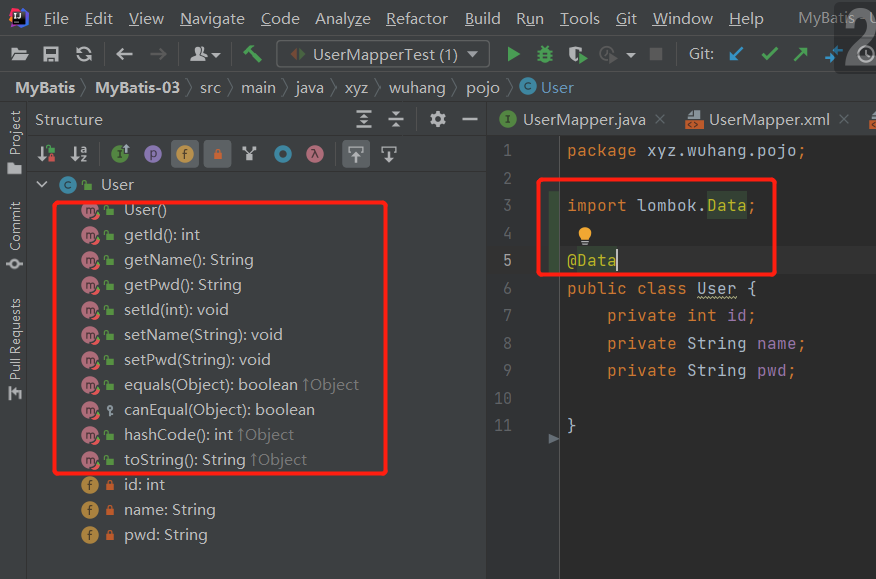 File Edit View Navigate Code Analyze Refactor Build Run Tools Git Window Help MyBatis
UserMapperTest (1) Git: 2
MyBatis MyBatis-03 src main java xyz wuhang pojo User
Project
Commit
Pull Requests
Structure
User
User()
getId(): int
getName(): String
getPwd(): String
setId(int): void
setName(String): void
setPwd(String): void
equals(Object): boolean ↑Object
canEqual(Object): boolean
hashCode(): int ↑Object
toString(): String ↑Object
id: int
name: String
pwd: String
UserMapper.java UserMapper.xml
1 package xyz.wuhang.pojo;
2
3 import lombok.Data;
4
5 @Data
6 public class User {
7 private int id;
8 private String name;
9 private String pwd;
10
11 }